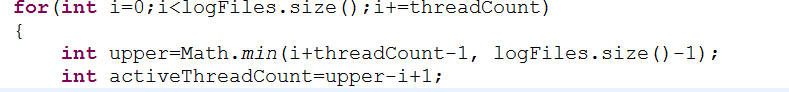 for(int i=0;i<logFiles.size();i+=threadCount)
{
    int upper=Math.min(i+threadCount-1, logFiles.size()-1);
    int activeThreadCount=upper-i+1;